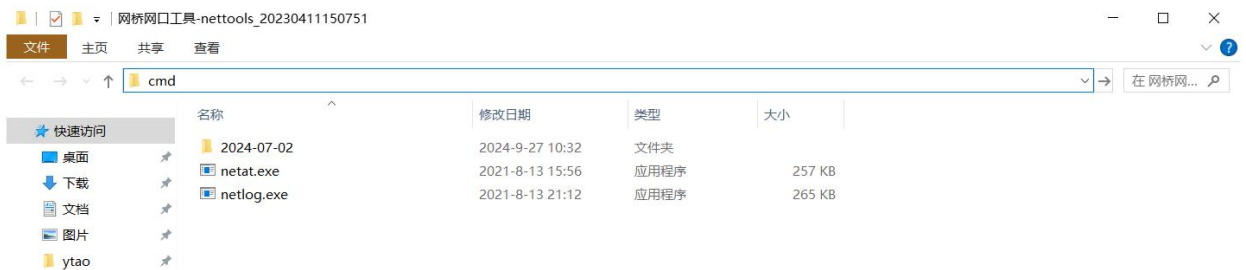 网桥网口工具-nettools_20230411150751
文件 主页 共享 查看
cmd 在 网桥网...
名称 修改日期 类型 大小
快速访问
2024-07-02 2024-9-27 10:32 文件夹
桌面
netat.exe 2021-8-13 15:56 应用程序 257 KB
下载
netlog.exe 2021-8-13 21:12 应用程序 265 KB
文档
图片
ytao